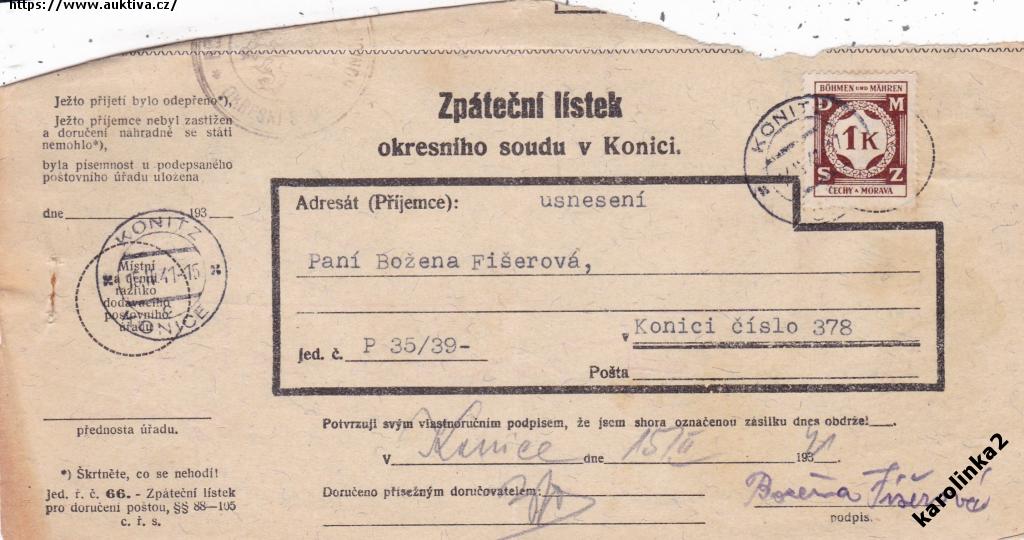 https://www.auktiva.cz/
Ježto přijetí bylo odepřeno*),
Ježto příjemce nebyl zastižen
a doručení náhradně se státi
nemohlo*),
byla písemnost u podepsaného
poštovního úřadu uložena
dne 193
KONITZ
Místní
a denní
razítko
dodávacího
poštovního
úřadu
KONICE
přednosta úřadu.
*) Škrtněte, co se nehodí!
Jed. ř. č. 66. - Zpáteční lístek
pro doručení poštou, §§ 88—105
c. ř. s.
Zpáteční lístek
okresního soudu v Konici.
KONITZ
BÖHMEN UND MÄHREN
D M
1 K
S Z
ČECHY A MORAVA
Adresát (Příjemce): usnesení
Paní Božena Fišerová,
v Konici číslo 378
jed. č. P 35/39-
Pošta
Potvrzuji svým vlastnoručním podpisem, že jsem shora označenou zásilku dnes obdržel
V Konice dne 15/II 1941
Doručeno přísežným doručovatelem:
Božena Fišerová
podpis.
karolinka2